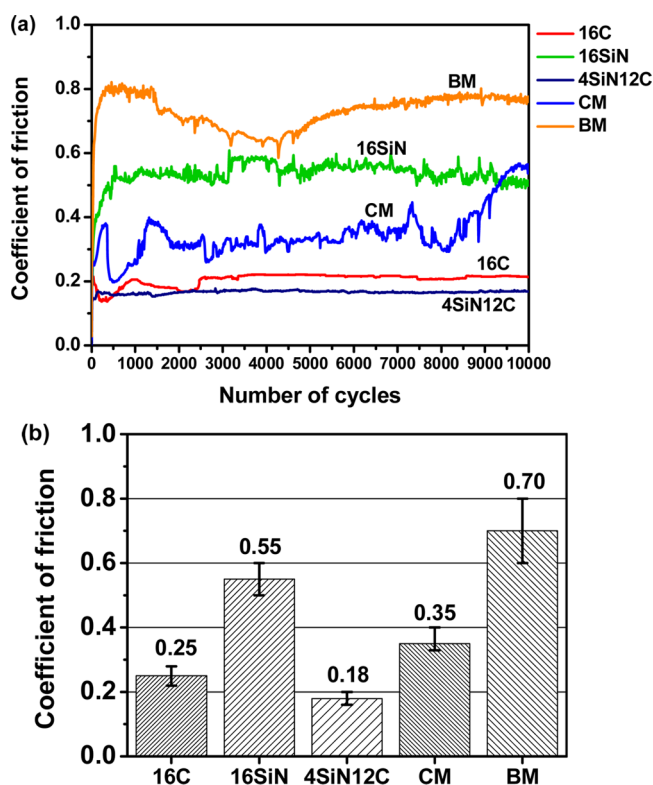 (a)
1.0
0.8
0.6
0.4
0.2
0.0
Coefficient of friction
BM
16SiN
CM
16C
4SiN12C
0 1000 2000 3000 4000 5000 6000 7000 8000 9000 10000
Number of cycles
16C
16SiN
4SiN12C
CM
BM
(b)
1.0
0.8
0.6
0.4
0.2
0.0
Coefficient of friction
0.25
0.55
0.18
0.35
0.70
16C 16SiN 4SiN12C CM BM